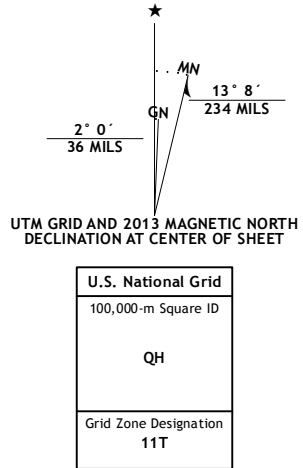 ★
MN
GN
13° 8´
234 MILS
2° 0´
36 MILS
UTM GRID AND 2013 MAGNETIC NORTH
DECLINATION AT CENTER OF SHEET
U.S. National Grid
100,000-m Square ID
QH
Grid Zone Designation
11T